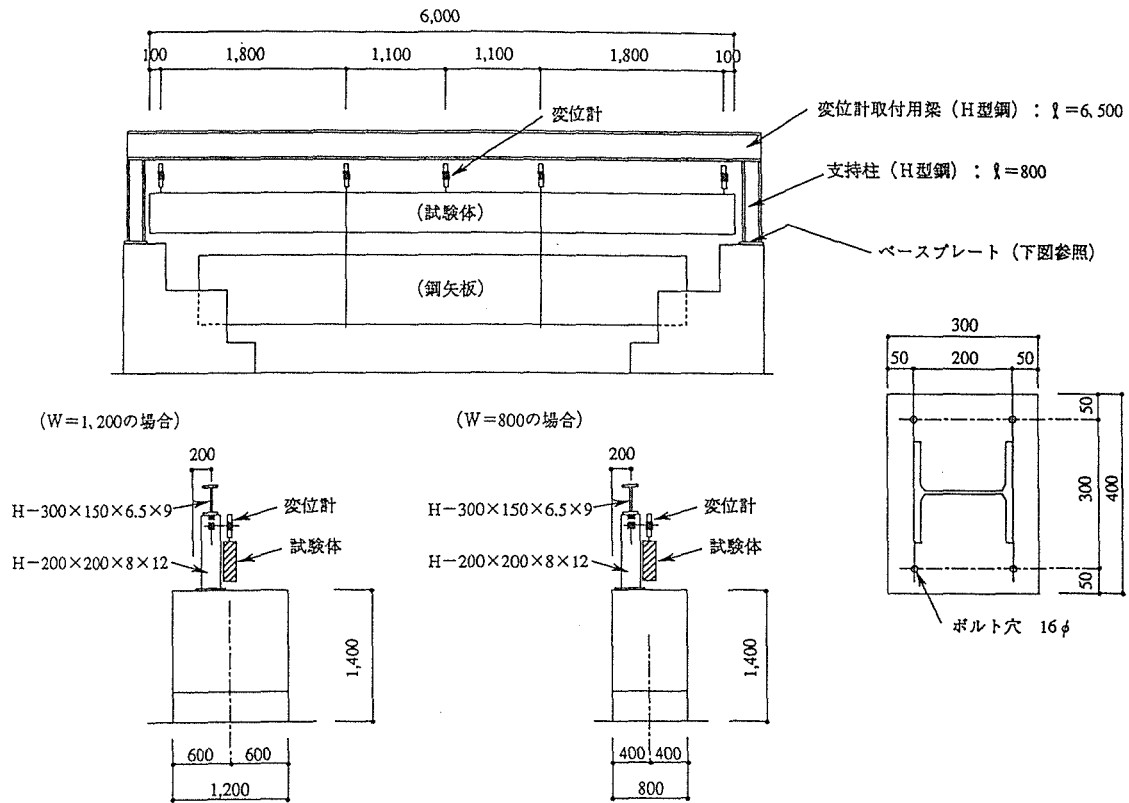 6,000
100
1,800
1,100
1,100
1,800
100
変位計
変位計取付用梁（H型鋼）： ℓ＝6,500
支持柱（H型鋼）： ℓ＝800
（試験体）
ベースプレート（下図参照）
（鋼矢板）
（W＝1,200の場合）
200
H－300×150×6.5×9
変位計
試験体
H－200×200×8×12
1,400
600
600
1,200
（W＝800の場合）
200
H－300×150×6.5×9
変位計
試験体
H－200×200×8×12
1,400
400
400
800
300
50
200
50
50
300
400
50
ボルト穴 16φ